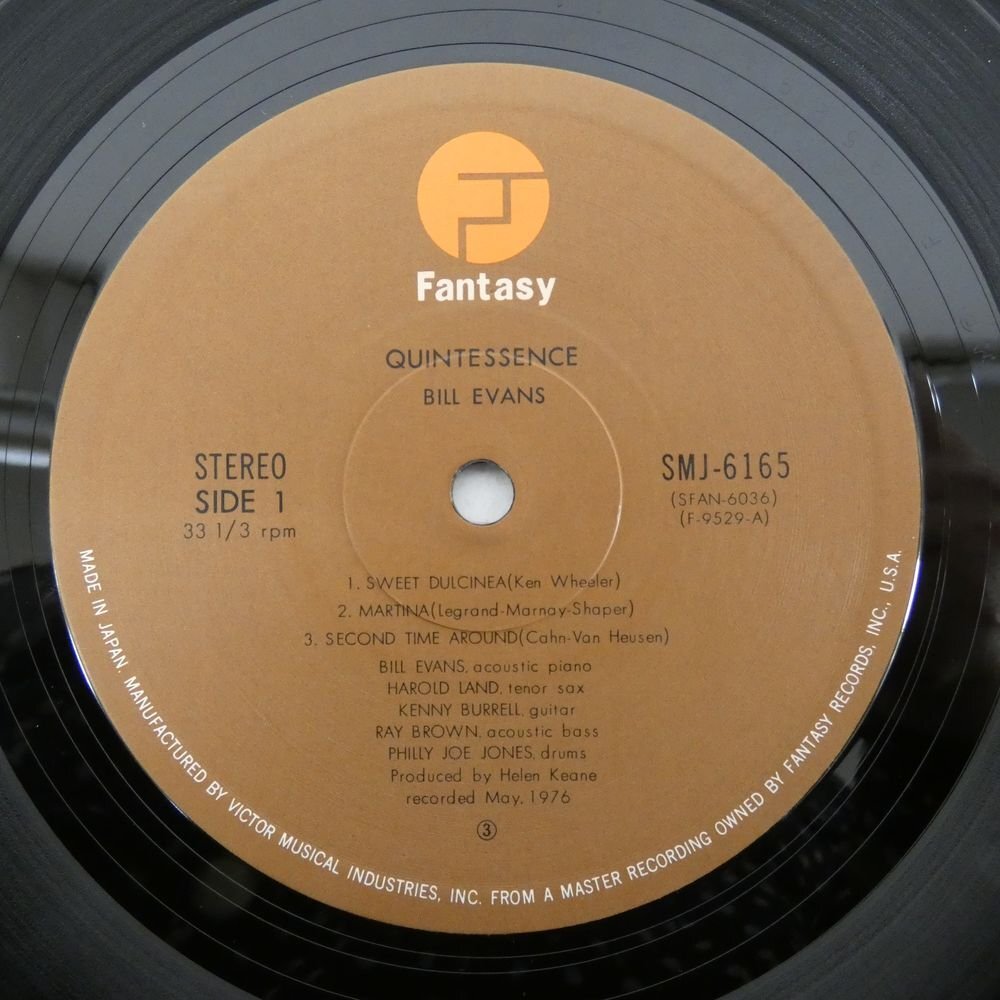 Fantasy
QUINTESSENCE
BILL EVANS
STEREO
SIDE 1
33 1/3 rpm
SMJ-6165
(SFAN-6036)
(F-9529-A)
1. SWEET DULCINEA(Ken Wheeler)
2. MARTINA(Legrand-Marnay-Shaper)
3. SECOND TIME AROUND(Cahn-Van Heusen)
BILL EVANS, acoustic piano
HAROLD LAND, tenor sax
KENNY BURRELL, guitar
RAY BROWN, acoustic bass
PHILLY JOE JONES, drums
Produced by Helen Keane
recorded May, 1976
③
MADE IN JAPAN. MANUFACTURED BY VICTOR MUSICAL INDUSTRIES, INC. FROM A MASTER RECORDING OWNED BY FANTASY RECORDS, INC., U.S.A.